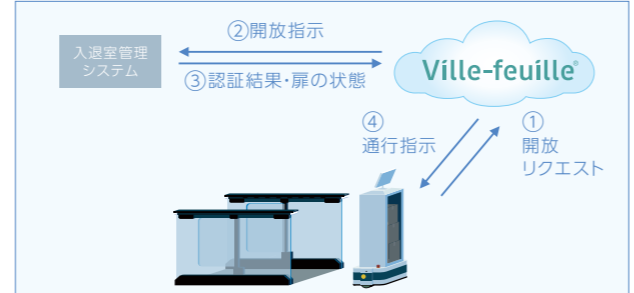 ②開放指示
入退室管理
システム
③認証結果・扉の状態
Ville-feuille®
④
通行指示
①
開放
リクエスト